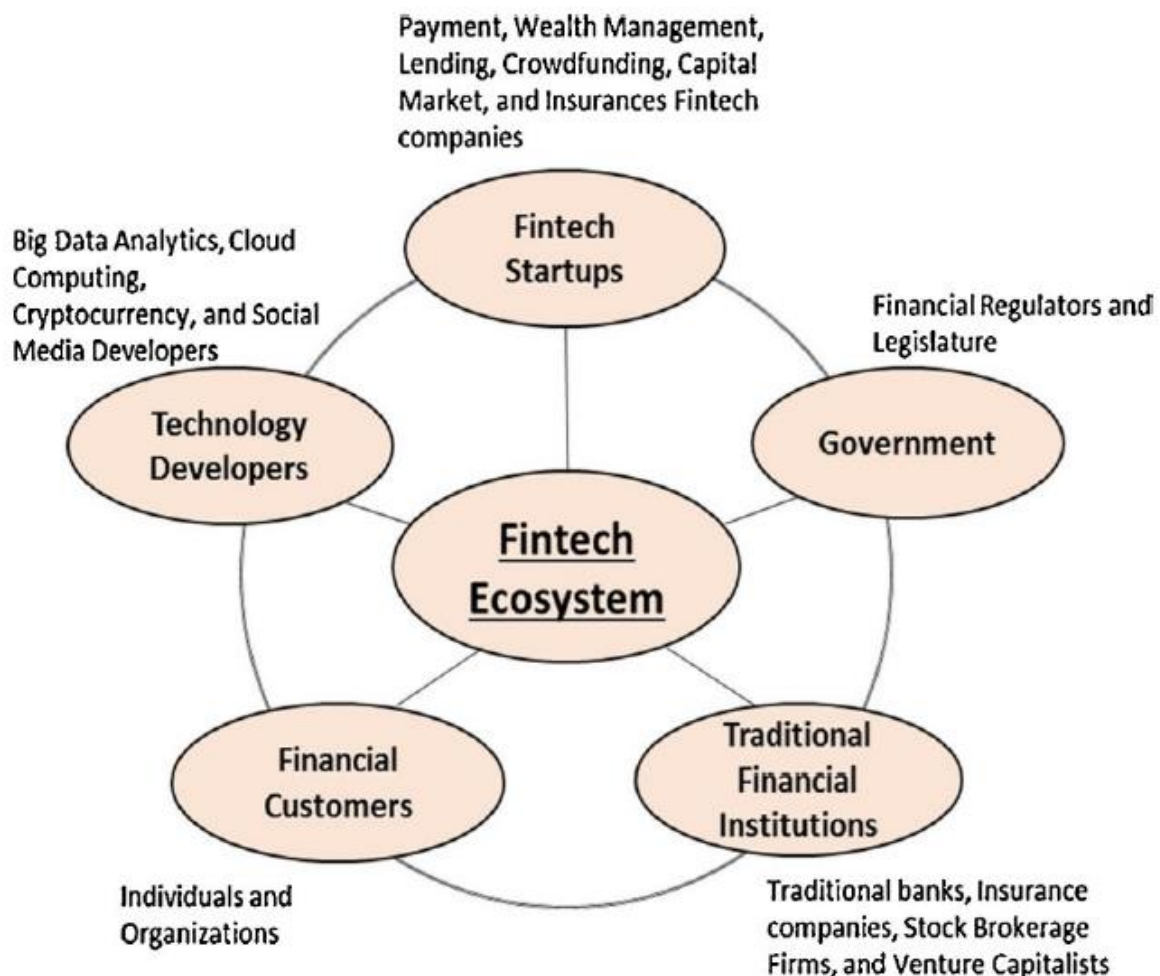 Payment, Wealth Management,
Lending, Crowdfunding, Capital
Market, and Insurances Fintech
companies
Fintech
Startups
Big Data Analytics, Cloud
Computing,
Cryptocurrency, and Social
Media Developers
Financial Regulators and
Legislature
Technology
Developers
Government
Fintech
Ecosystem
Financial
Customers
Traditional
Financial
Institutions
Individuals and
Organizations
Traditional banks, Insurance
companies, Stock Brokerage
Firms, and Venture Capitalists